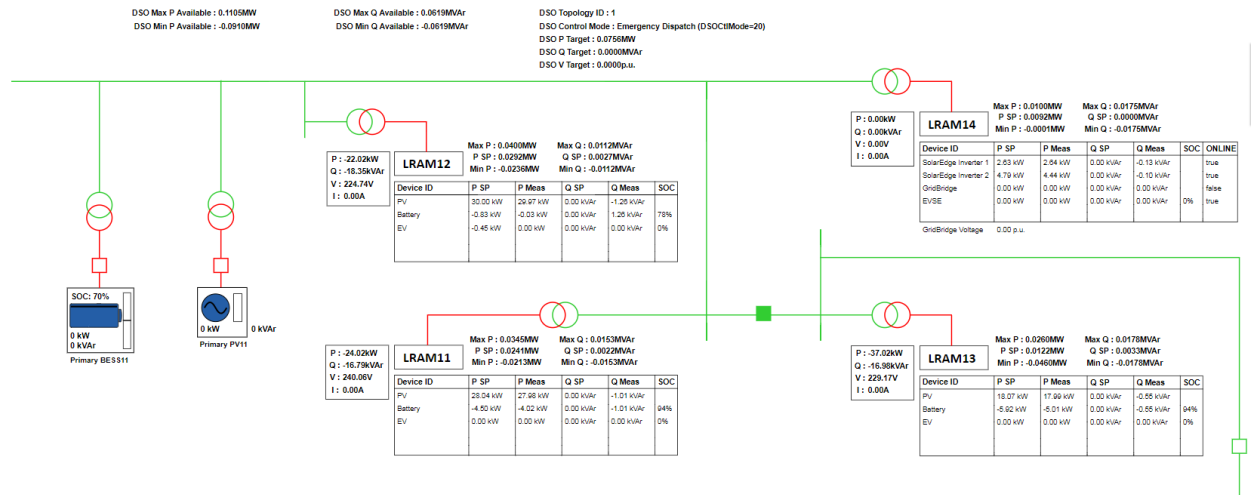 DSO Max P Available : 0.1105MW
DSO Min P Available : -0.0910MW
DSO Max Q Available : 0.0619MVAr
DSO Min Q Available : -0.0619MVAr
DSO Topology ID : 1
DSO Control Mode : Emergency Dispatch (DSOCtlMode=20)
DSO P Target : 0.0756MW
DSO Q Target : 0.0000MVAr
DSO V Target : 0.0000p.u.
P : -22.02kW
Q : -18.35kVAr
V : 224.74V
I : 0.00A
LRAM12
Max P : 0.0400MW Max Q : 0.0112MVAr
P SP : 0.0292MW Q SP : 0.0027MVAr
Min P : -0.0236MW Min Q : -0.0112MVAr
Device ID P SP P Meas Q SP Q Meas SOC
PV 30.00 kW 29.97 kW 0.00 kVAr -1.26 kVAr
Battery -0.83 kW -0.03 kW 0.00 kVAr 1.26 kVAr 78%
EV -0.45 kW 0.00 kW 0.00 kVAr 0.00 kVAr 0%
P : 0.00kW
Q : 0.00kVAr
V : 0.00V
I : 0.00A
LRAM14
Max P : 0.0100MW Max Q : 0.0175MVAr
P SP : 0.0092MW Q SP : 0.0000MVAr
Min P : -0.0001MW Min Q : -0.0175MVAr
Device ID P SP P Meas Q SP Q Meas SOC ONLINE
SolarEdge Inverter 1 2.63 kW 2.64 kW 0.00 kVAr -0.13 kVAr true
SolarEdge Inverter 2 4.79 kW 4.44 kW 0.00 kVAr -0.10 kVAr true
GridBridge 0.00 kW 0.00 kW 0.00 kVAr 0.00 kVAr false
EVSE 0.00 kW 0.00 kW 0.00 kVAr 0.00 kVAr 0% true
GridBridge Voltage 0.00 p.u.
SOC: 70%
0 kW
0 kVAr
Primary BESS11
0 kW 0 kVAr
Primary PV11
P : -24.02kW
Q : -16.79kVAr
V : 240.06V
I : 0.00A
LRAM11
Max P : 0.0345MW Max Q : 0.0153MVAr
P SP : 0.0241MW Q SP : 0.0022MVAr
Min P : -0.0213MW Min Q : -0.0153MVAr
Device ID P SP P Meas Q SP Q Meas SOC
PV 28.04 kW 27.98 kW 0.00 kVAr -1.01 kVAr
Battery -4.50 kW -4.02 kW 0.00 kVAr -1.01 kVAr 94%
EV 0.00 kW 0.00 kW 0.00 kVAr 0.00 kVAr 0%
P : -37.02kW
Q : -16.98kVAr
V : 229.17V
I : 0.00A
LRAM13
Max P : 0.0260MW Max Q : 0.0178MVAr
P SP : 0.0122MW Q SP : 0.0033MVAr
Min P : -0.0460MW Min Q : -0.0178MVAr
Device ID P SP P Meas Q SP Q Meas SOC
PV 18.07 kW 17.99 kW 0.00 kVAr -0.55 kVAr
Battery -5.92 kW -5.01 kW 0.00 kVAr -0.55 kVAr 94%
EV 0.00 kW 0.00 kW 0.00 kVAr 0.00 kVAr 0%